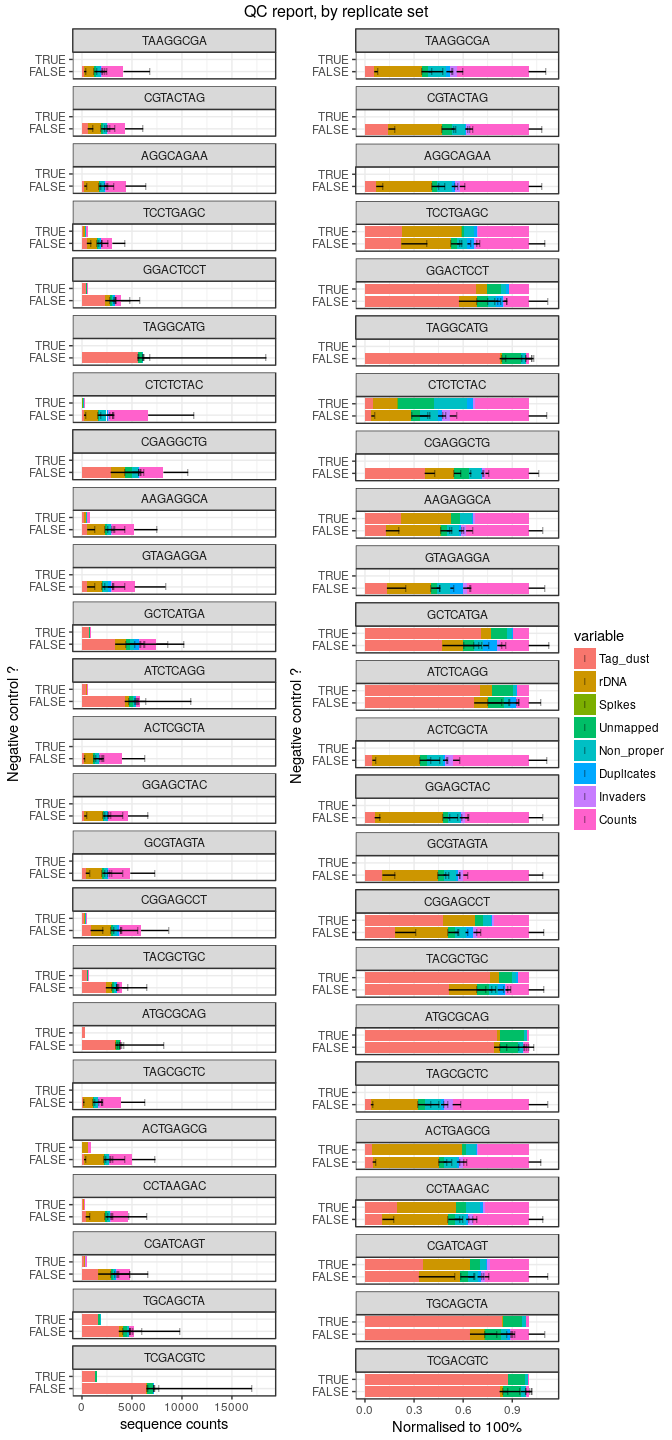 QC report, by replicate set
Negative control ?
TAAGGCGA
TRUE
FALSE
CGTACTAG
TRUE
FALSE
AGGCAGAA
TRUE
FALSE
TCCTGAGC
TRUE
FALSE
GGACTCCT
TRUE
FALSE
TAGGCATG
TRUE
FALSE
CTCTCTAC
TRUE
FALSE
CGAGGCTG
TRUE
FALSE
AAGAGGCA
TRUE
FALSE
GTAGAGGA
TRUE
FALSE
GCTCATGA
TRUE
FALSE
ATCTCAGG
TRUE
FALSE
ACTCGCTA
TRUE
FALSE
GGAGCTAC
TRUE
FALSE
GCGTAGTA
TRUE
FALSE
CGGAGCCT
TRUE
FALSE
TACGCTGC
TRUE
FALSE
ATGCGCAG
TRUE
FALSE
TAGCGCTC
TRUE
FALSE
ACTGAGCG
TRUE
FALSE
CCTAAGAC
TRUE
FALSE
CGATCAGT
TRUE
FALSE
TGCAGCTA
TRUE
FALSE
TCGACGTC
TRUE
FALSE
0 5000 10000 15000
sequence counts
Negative control ?
TAAGGCGA
TRUE
FALSE
CGTACTAG
TRUE
FALSE
AGGCAGAA
TRUE
FALSE
TCCTGAGC
TRUE
FALSE
GGACTCCT
TRUE
FALSE
TAGGCATG
TRUE
FALSE
CTCTCTAC
TRUE
FALSE
CGAGGCTG
TRUE
FALSE
AAGAGGCA
TRUE
FALSE
GTAGAGGA
TRUE
FALSE
GCTCATGA
TRUE
FALSE
ATCTCAGG
TRUE
FALSE
ACTCGCTA
TRUE
FALSE
GGAGCTAC
TRUE
FALSE
GCGTAGTA
TRUE
FALSE
CGGAGCCT
TRUE
FALSE
TACGCTGC
TRUE
FALSE
ATGCGCAG
TRUE
FALSE
TAGCGCTC
TRUE
FALSE
ACTGAGCG
TRUE
FALSE
CCTAAGAC
TRUE
FALSE
CGATCAGT
TRUE
FALSE
TGCAGCTA
TRUE
FALSE
TCGACGTC
TRUE
FALSE
0.0 0.3 0.6 0.9
Normalised to 100%
variable
Tag_dust
rDNA
Spikes
Unmapped
Non_proper
Duplicates
Invaders
Counts